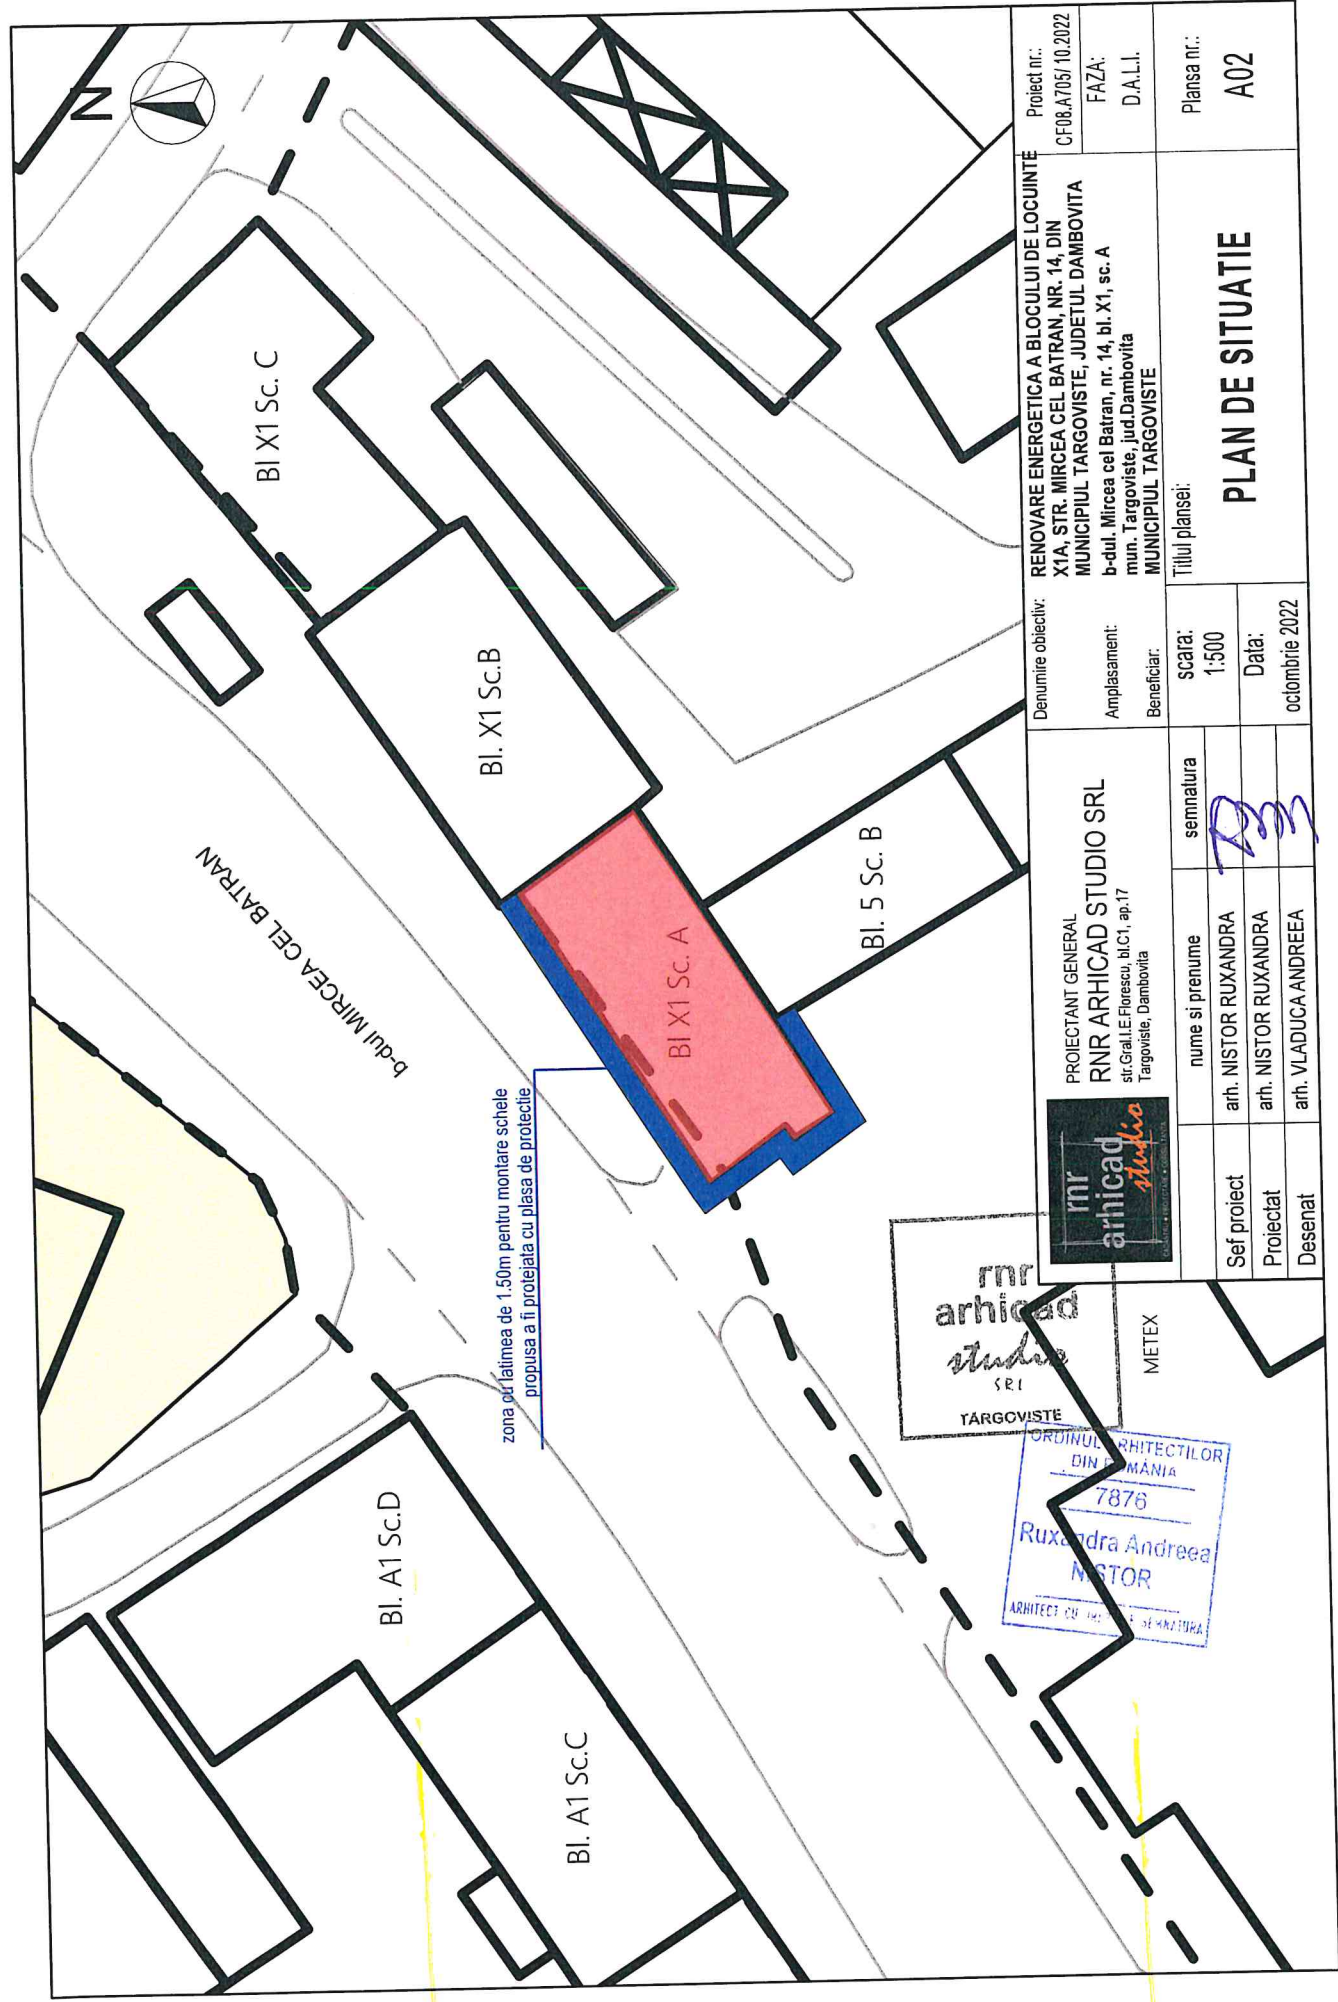 N
Bl X1 Sc. C
Bl. X1 Sc.B
Bl X1 Sc. A
Bl. 5 Sc. B
b-dul MIRCEA CEL BATRAN
zona cu latimea de 1.50m pentru montare schele
propusa a fi protejata cu plasa de protectie
Bl. A1 Sc.D
Bl. A1 Sc.C
METEX
rnr
arhicad
studio
SRL
TARGOVISTE
ORDINUL ARHITECTILOR
DIN ROMÂNIA
7876
Ruxandra Andreea
NISTOR
ARHITECT CU SEMNATURA
rnr
arhicad
studio
PROIECTANT GENERAL
RNR ARHICAD STUDIO SRL
str.Gral.I.E.Florescu, bl.C1, ap.17
Targoviste, Dambovita
nume si prenume
semnatura
Sef proiect
arh. NISTOR RUXANDRA
Proiectat
arh. NISTOR RUXANDRA
Desenat
arh. VLADUCA ANDREEA
Denumire obiectiv:
RENOVARE ENERGETICA A BLOCULUI DE LOCUINTE
X1A, STR. MIRCEA CEL BATRAN, NR. 14, DIN
MUNICIPIUL TARGOVISTE, JUDETUL DAMBOVITA
Amplasament:
b-dul. Mircea cel Batran, nr. 14, bl. X1, sc. A
mun. Targoviste, jud.Dambovita
Beneficiar:
MUNICIPIUL TARGOVISTE
scara:
1:500
Data:
octombrie 2022
Titlul plansei:
PLAN DE SITUATIE
Proiect nr.:
CF08.A705/10.2022
FAZA:
D.A.L.I.
Plansa nr.:
A02